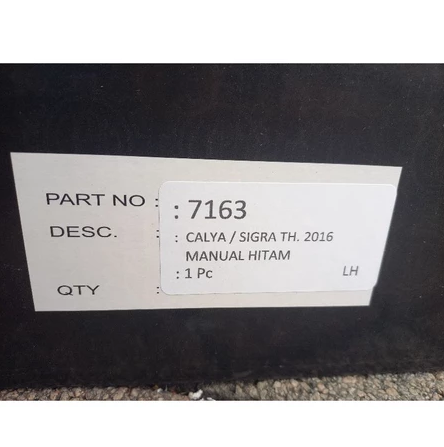 PART NO : : 7163
DESC. : : CALYA / SIGRA TH. 2016
MANUAL HITAM
QTY : : 1 Pc LH